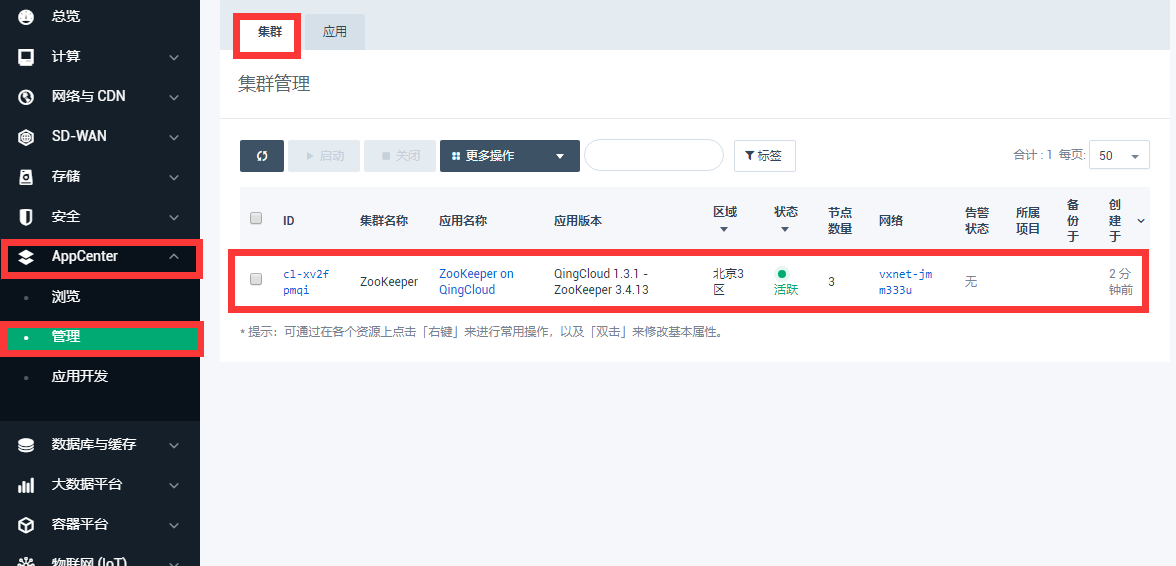 总览
计算
网络与 CDN
SD-WAN
存储
安全
AppCenter
浏览
管理
应用开发
数据库与缓存
大数据平台
容器平台
物联网 (IoT)
集群 应用
集群管理
启动 关闭 更多操作 标签 合计 : 1 每页: 50
ID 集群名称 应用名称 应用版本 区域 状态 节点数量 网络 告警状态 所属项目 备份于 创建于
cl-xv2f
pmqi
ZooKeeper
ZooKeeper on
QingCloud
QingCloud 1.3.1 -
ZooKeeper 3.4.13
北京3
区
活跃
3
vxnet-jm
m333u
无
2 分
钟前
* 提示：可通过在各个资源上点击「右键」来进行常用操作，以及「双击」来修改基本属性。